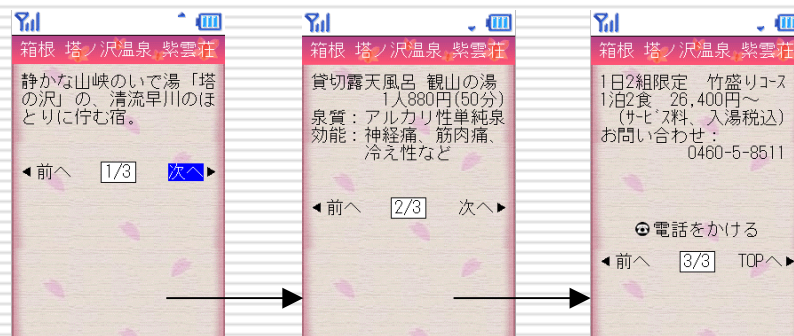 箱根 塔ノ沢温泉 紫雲荘
静かな山峡のいで湯「塔
の沢」の、清流早川のほ
とりに佇む宿。
◀前へ 1/3 次へ▶
箱根 塔ノ沢温泉 紫雲荘
貸切露天風呂 観山の湯
1人880円(50分)
泉質：アルカリ性単純泉
効能：神経痛、筋肉痛、
冷え性など
◀前へ 2/3 次へ▶
箱根 塔ノ沢温泉 紫雲荘
1日2組限定 竹盛りｺｰｽ
1泊2食 26,400円～
(ｻｰﾋﾞｽ料、入湯税込)
お問い合わせ：
0460-5-8511
電話をかける
◀前へ 3/3 TOPへ▶